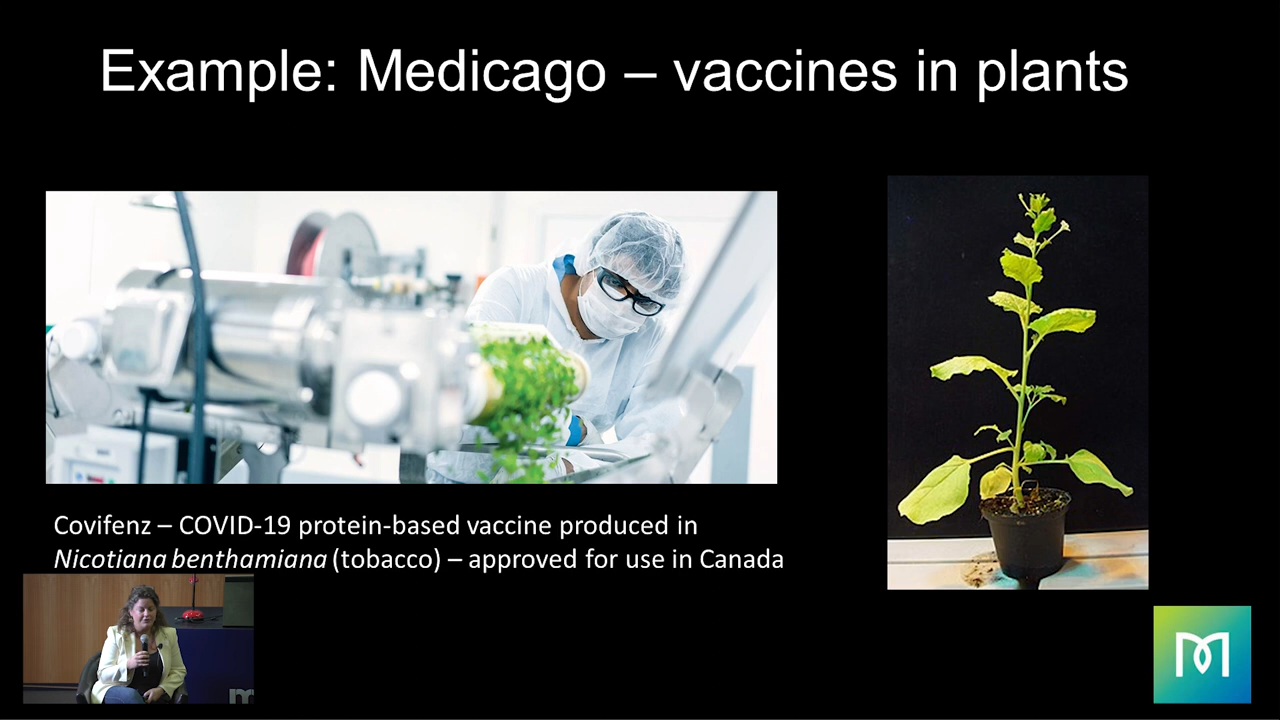 Example: Medicago – vaccines in plants
Covifenz – COVID-19 protein-based vaccine produced in
Nicotiana benthamiana (tobacco) – approved for use in Canada